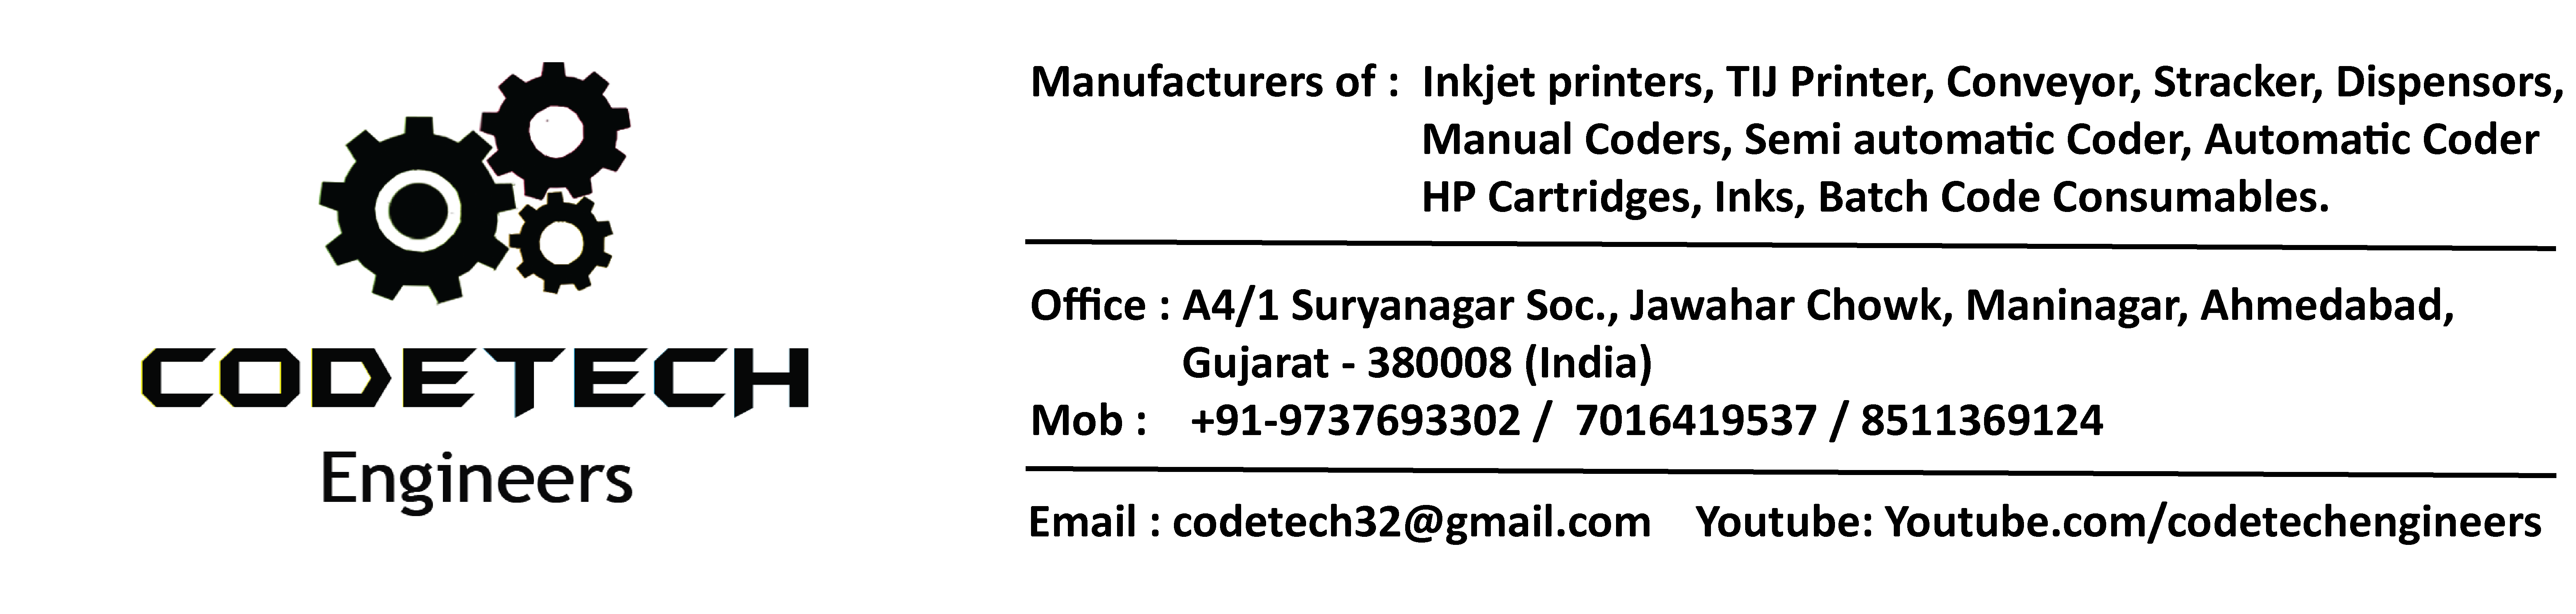 CODETECH
Engineers
Manufacturers of : Inkjet printers, TIJ Printer, Conveyor, Stracker, Dispensors,
Manual Coders, Semi automatic Coder, Automatic Coder
HP Cartridges, Inks, Batch Code Consumables.
Office : A4/1 Suryanagar Soc., Jawahar Chowk, Maninagar, Ahmedabad,
Gujarat - 380008 (India)
Mob : +91-9737693302 / 7016419537 / 8511369124
Email : codetech32@gmail.com Youtube: Youtube.com/codetechengineers